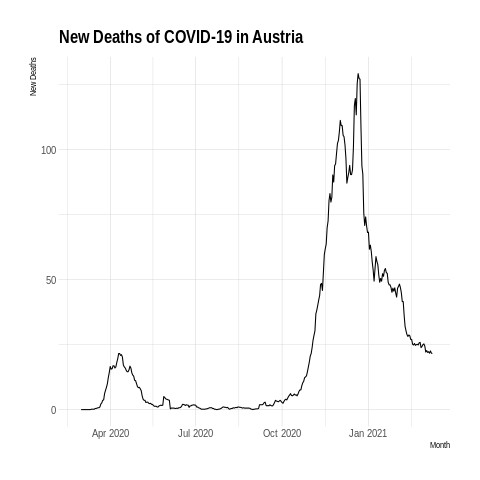 New Deaths of COVID-19 in Austria
New Deaths
100
50
0
Apr 2020
Jul 2020
Oct 2020
Jan 2021
Month